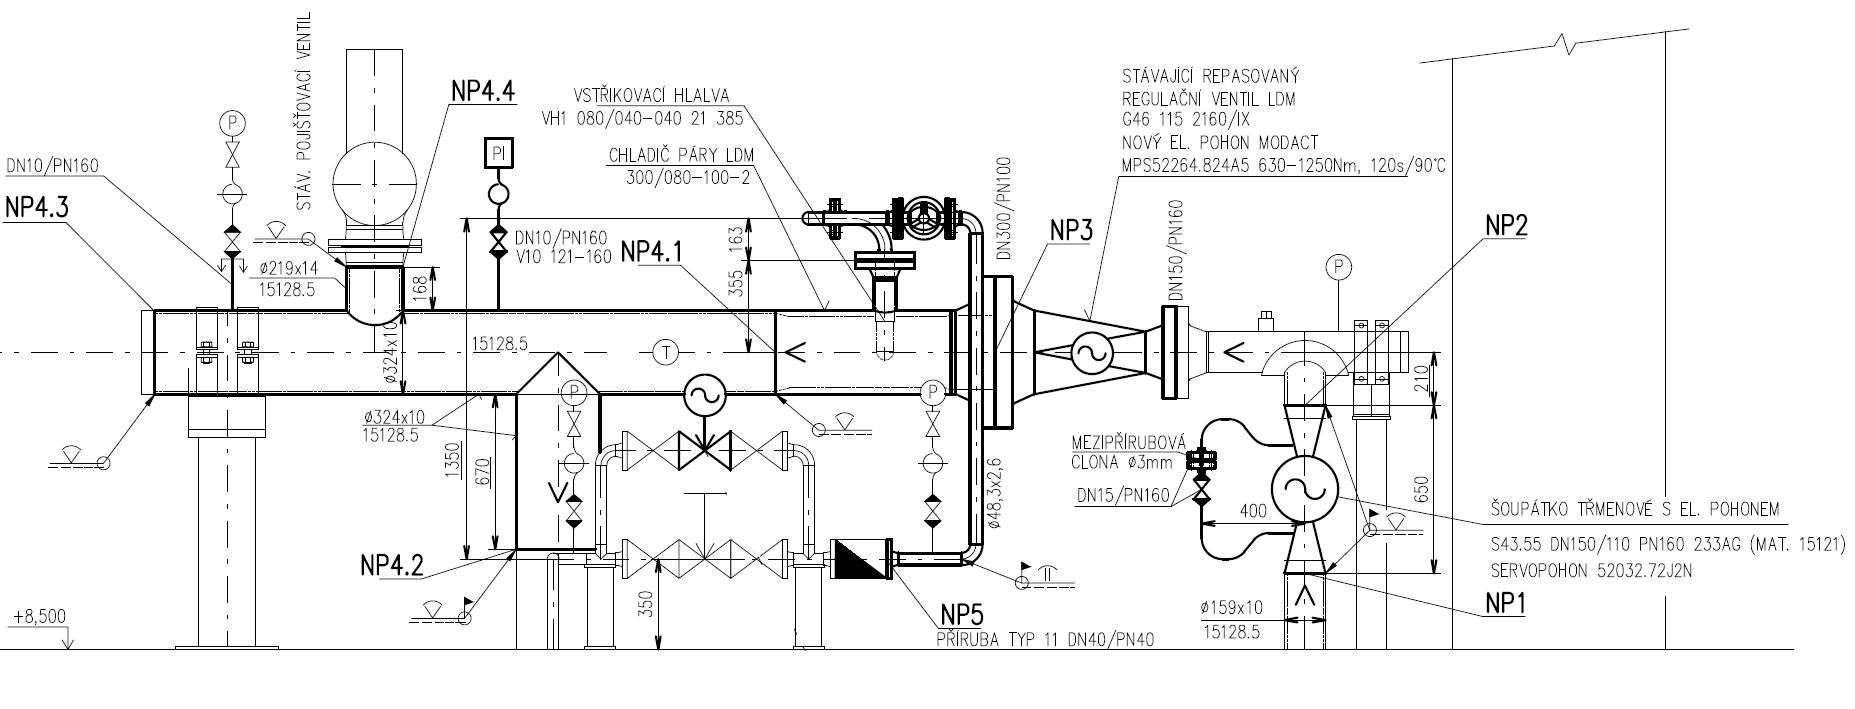 STÁV. POJIŠŤOVACÍ VENTIL
NP4.4
VSTŘIKOVACÍ HLALVA
VH1 080/040-040 21 385
CHLADIČ PÁRY LDM
300/080-100-2
STÁVAJÍCÍ REPASOVANÝ
REGULAČNÍ VENTIL LDM
G46 115 2160/IX
NOVÝ EL. POHON MODACT
MPS52264.824A5 630-1250Nm, 120s/90°C
P
DN10/PN160
NP4.3
PI
DN10/PN160
V10 121-160
NP4.1
163
355
DN300/PN100
NP3
DN150/PN160
NP2
P
Ø219x14
15128.5
168
Ø324x10
15128.5
T
Ø324x10
15128.5
1350
670
P
P
210
650
MEZIPŘÍRUBOVÁ
CLONA Ø3mm
DN15/PN160
400
Ø48,3x2,6
ŠOUPÁTKO TŘMENOVÉ S EL. POHONEM
S43.55 DN150/110 PN160 233AG (MAT. 15121)
SERVOPOHON 52032.72J2N
NP4.2
350
NP5
PŘÍRUBA TYP 11 DN40/PN40
NP1
Ø159x10
15128.5
+8,500